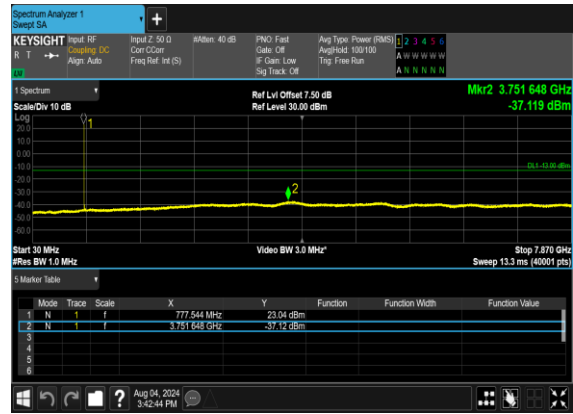 Spectrum Analyzer 1
Swept SA
KEYSIGHT Input: RF Input Z: 50 Ω #Atten: 40 dB PNO: Fast Avg Type: Power (RMS) 1 2 3 4 5 6
R T Coupling: DC Corr CCorr Gate: Off Avg|Hold: 100/100 A W W W W W
Align: Auto Freq Ref: Int (S) IF Gain: Low Trig: Free Run
LW Sig Track: Off A N N N N N
1 Spectrum Ref Lvl Offset 7.50 dB Mkr2 3.751 648 GHz
Scale/Div 10 dB Ref Level 30.00 dBm -37.119 dBm
Log
1
20.0
10.0
0.00
-10.0 DL1 -13.00 dBm
-20.0
-30.0 2
-40.0
-50.0
-60.0
Start 30 MHz Video BW 3.0 MHz* Stop 7.870 GHz
#Res BW 1.0 MHz Sweep 13.3 ms (40001 pts)
5 Marker Table
Mode Trace Scale X Y Function Function Width Function Value
1 N 1 f 777.544 MHz 23.04 dBm
2 N 1 f 3.751 648 GHz -37.12 dBm
3
4
5
6
? Aug 04, 2024
3:42:44 PM